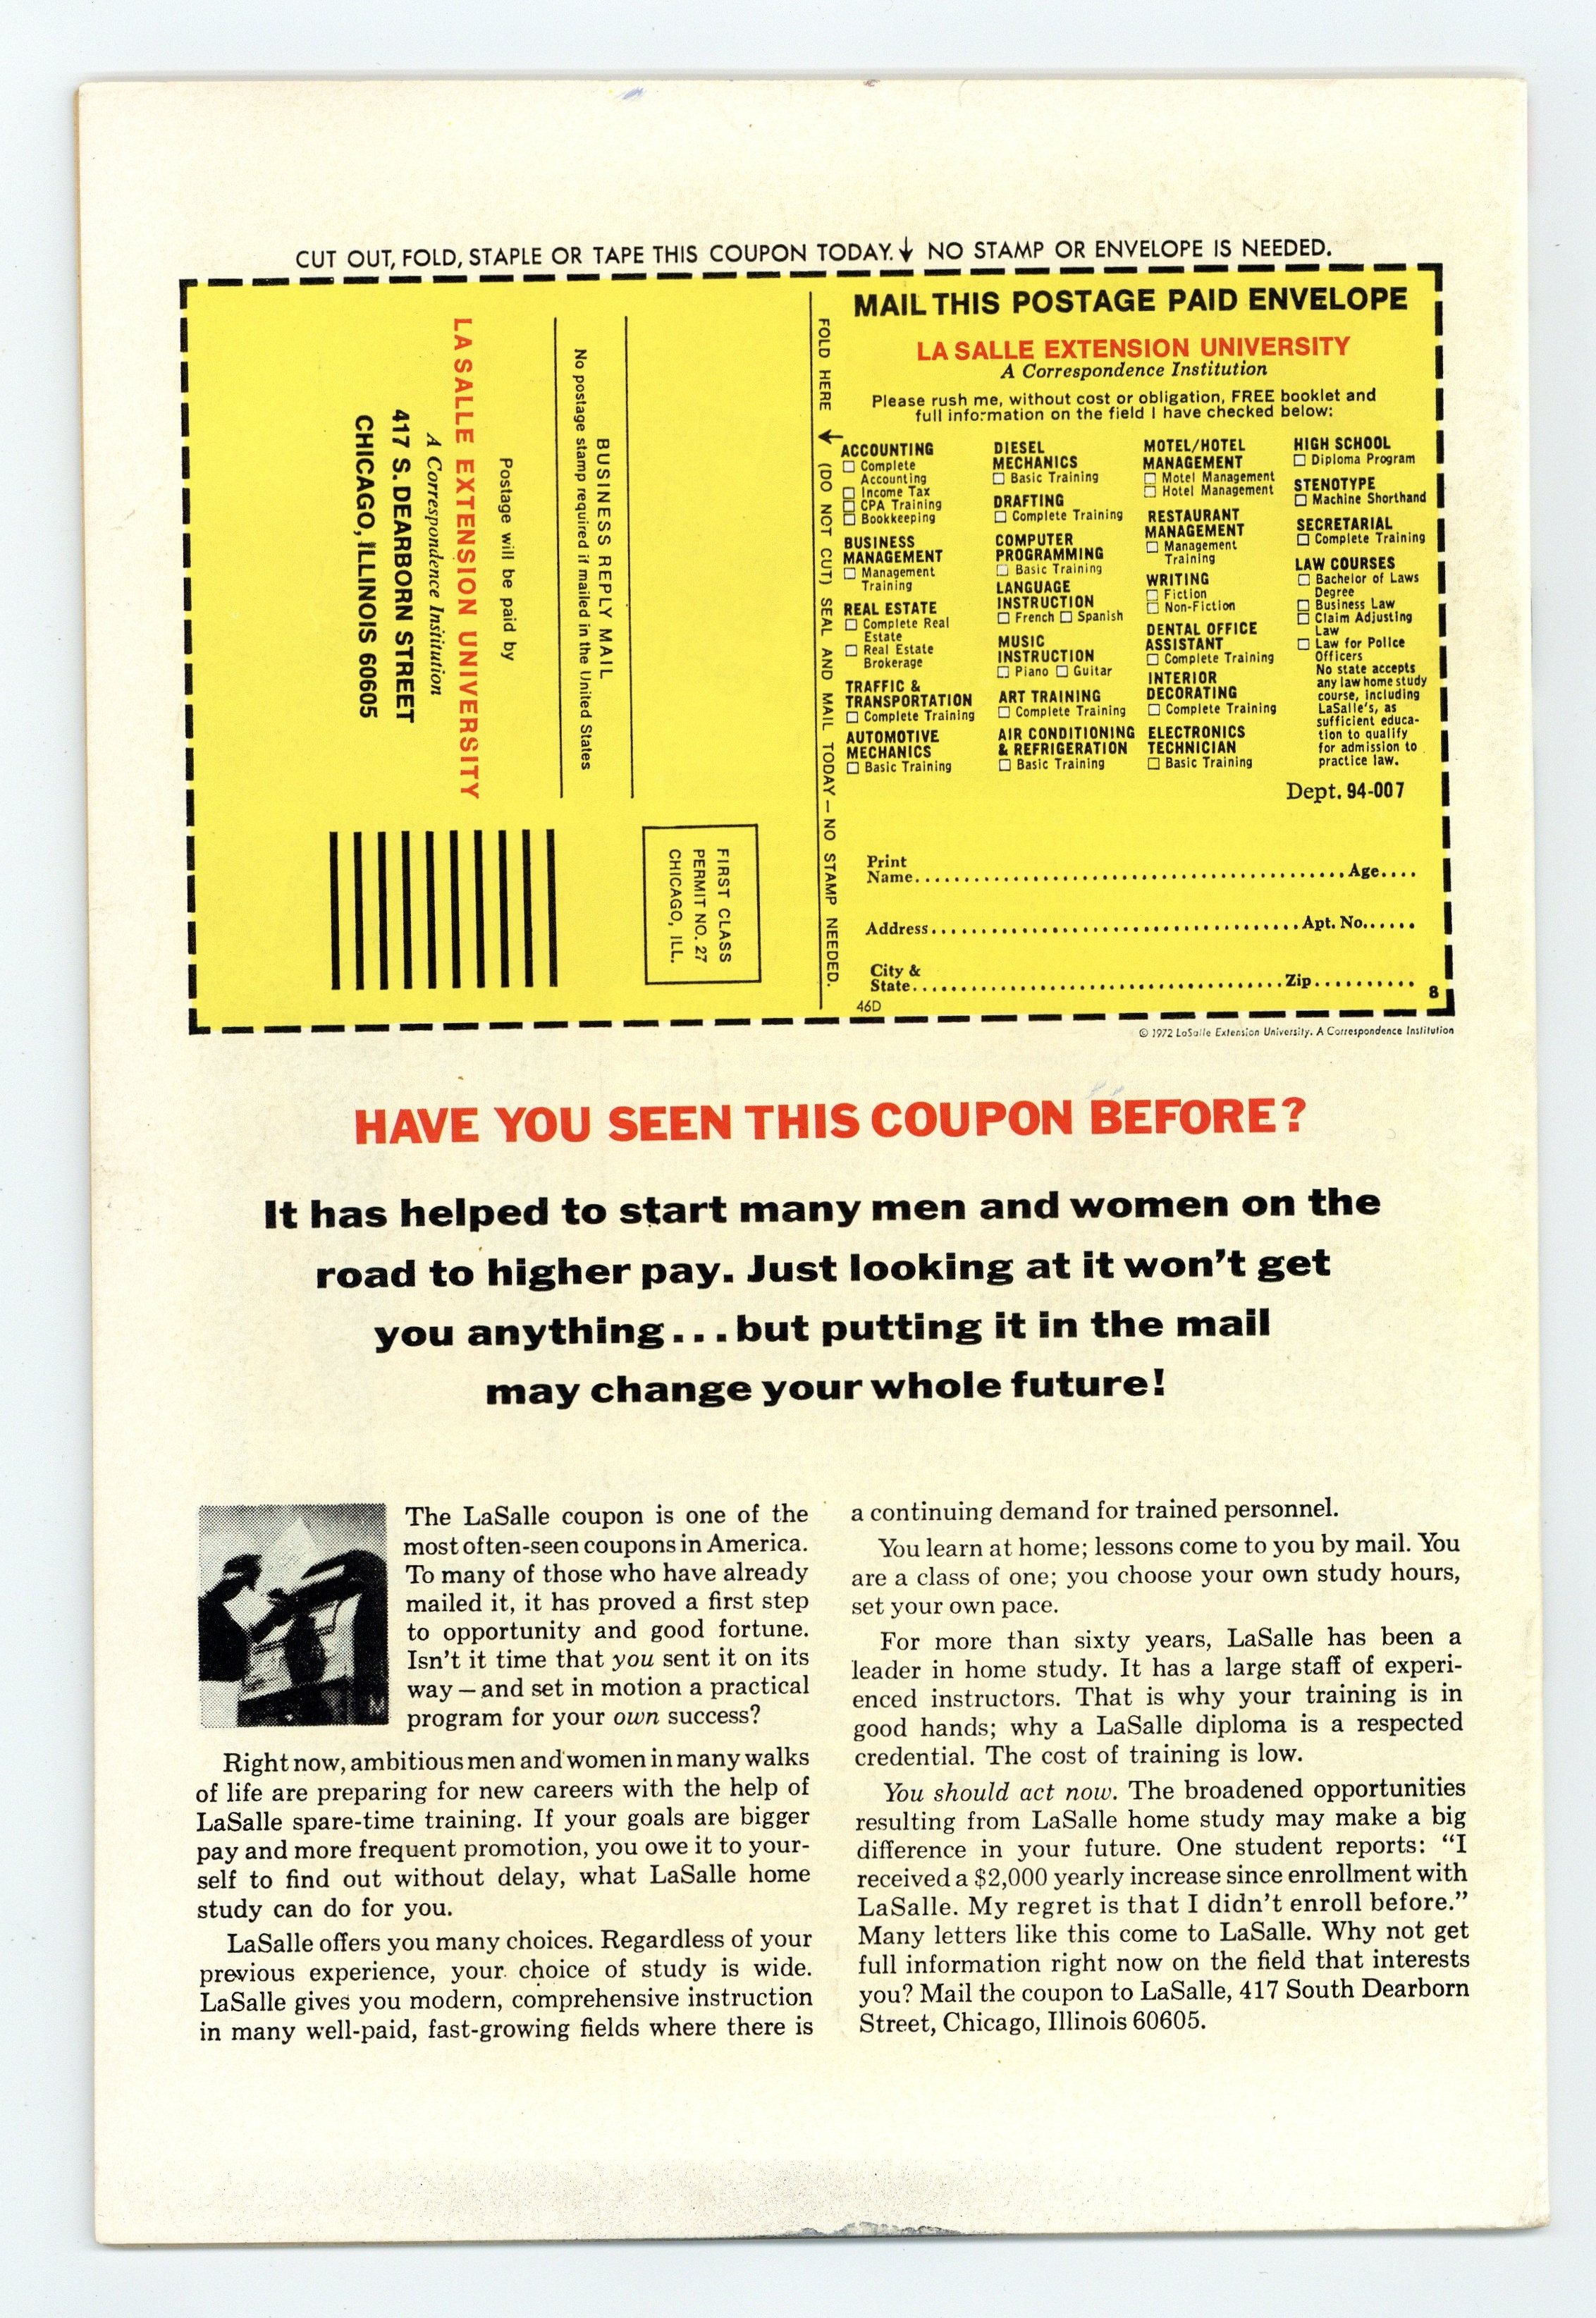 CUT OUT, FOLD, STAPLE OR TAPE THIS COUPON TODAY.↓ NO STAMP OR ENVELOPE IS NEEDED.
LA SALLE EXTENSION UNIVERSITY
A Correspondence Institution
417 S. DEARBORN STREET
CHICAGO, ILLINOIS 60605
Postage will be paid by
BUSINESS REPLY MAIL
No postage stamp required if mailed in the United States
FIRST CLASS
PERMIT NO. 27
CHICAGO, ILL.
FOLD HERE ↓ (DO NOT CUT) SEAL AND MAIL TODAY — NO STAMP NEEDED.
MAIL THIS POSTAGE PAID ENVELOPE
LA SALLE EXTENSION UNIVERSITY
A Correspondence Institution
Please rush me, without cost or obligation, FREE booklet and
full information on the field I have checked below:
ACCOUNTING
☐ Complete
Accounting
☐ Income Tax
☐ CPA Training
☐ Bookkeeping
BUSINESS
MANAGEMENT
☐ Management
Training
REAL ESTATE
☐ Complete Real
Estate
☐ Real Estate
Brokerage
TRAFFIC &
TRANSPORTATION
☐ Complete Training
AUTOMOTIVE
MECHANICS
☐ Basic Training
DIESEL
MECHANICS
☐ Basic Training
DRAFTING
☐ Complete Training
COMPUTER
PROGRAMMING
☐ Basic Training
LANGUAGE
INSTRUCTION
☐ French ☐ Spanish
MUSIC
INSTRUCTION
☐ Piano ☐ Guitar
ART TRAINING
☐ Complete Training
AIR CONDITIONING
& REFRIGERATION
☐ Basic Training
MOTEL/HOTEL
MANAGEMENT
☐ Motel Management
☐ Hotel Management
RESTAURANT
MANAGEMENT
☐ Management
Training
WRITING
☐ Fiction
☐ Non-Fiction
DENTAL OFFICE
ASSISTANT
☐ Complete Training
INTERIOR
DECORATING
☐ Complete Training
ELECTRONICS
TECHNICIAN
☐ Basic Training
HIGH SCHOOL
☐ Diploma Program
STENOTYPE
☐ Machine Shorthand
SECRETARIAL
☐ Complete Training
LAW COURSES
☐ Bachelor of Laws
Degree
☐ Business Law
☐ Claim Adjusting
Law
☐ Law for Police
Officers
No state accepts
any law home study
course, including
LaSalle's, as
sufficient educa-
tion to qualify
for admission to
practice law.
Dept. 94-007
Print
Name..........Age....
Address..........Apt. No......
City &
State..........Zip..........
46D
8
© 1972 LaSalle Extension University. A Correspondence Institution
HAVE YOU SEEN THIS COUPON BEFORE?
It has helped to start many men and women on the
road to higher pay. Just looking at it won't get
you anything...but putting it in the mail
may change your whole future!
The LaSalle coupon is one of the
most often-seen coupons in America.
To many of those who have already
mailed it, it has proved a first step
to opportunity and good fortune.
Isn't it time that you sent it on its
way — and set in motion a practical
program for your own success?
Right now, ambitious men and women in many walks
of life are preparing for new careers with the help of
LaSalle spare-time training. If your goals are bigger
pay and more frequent promotion, you owe it to your-
self to find out without delay, what LaSalle home
study can do for you.
LaSalle offers you many choices. Regardless of your
previous experience, your choice of study is wide.
LaSalle gives you modern, comprehensive instruction
in many well-paid, fast-growing fields where there is
a continuing demand for trained personnel.
You learn at home; lessons come to you by mail. You
are a class of one; you choose your own study hours,
set your own pace.
For more than sixty years, LaSalle has been a
leader in home study. It has a large staff of experi-
enced instructors. That is why your training is in
good hands; why a LaSalle diploma is a respected
credential. The cost of training is low.
You should act now. The broadened opportunities
resulting from LaSalle home study may make a big
difference in your future. One student reports: "I
received a $2,000 yearly increase since enrollment with
LaSalle. My regret is that I didn't enroll before."
Many letters like this come to LaSalle. Why not get
full information right now on the field that interests
you? Mail the coupon to LaSalle, 417 South Dearborn
Street, Chicago, Illinois 60605.